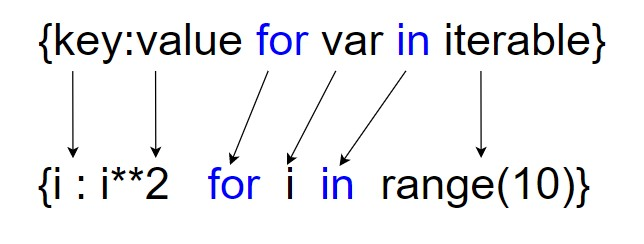 {key:value for var in iterable}
{i : i**2 for i in range(10)}